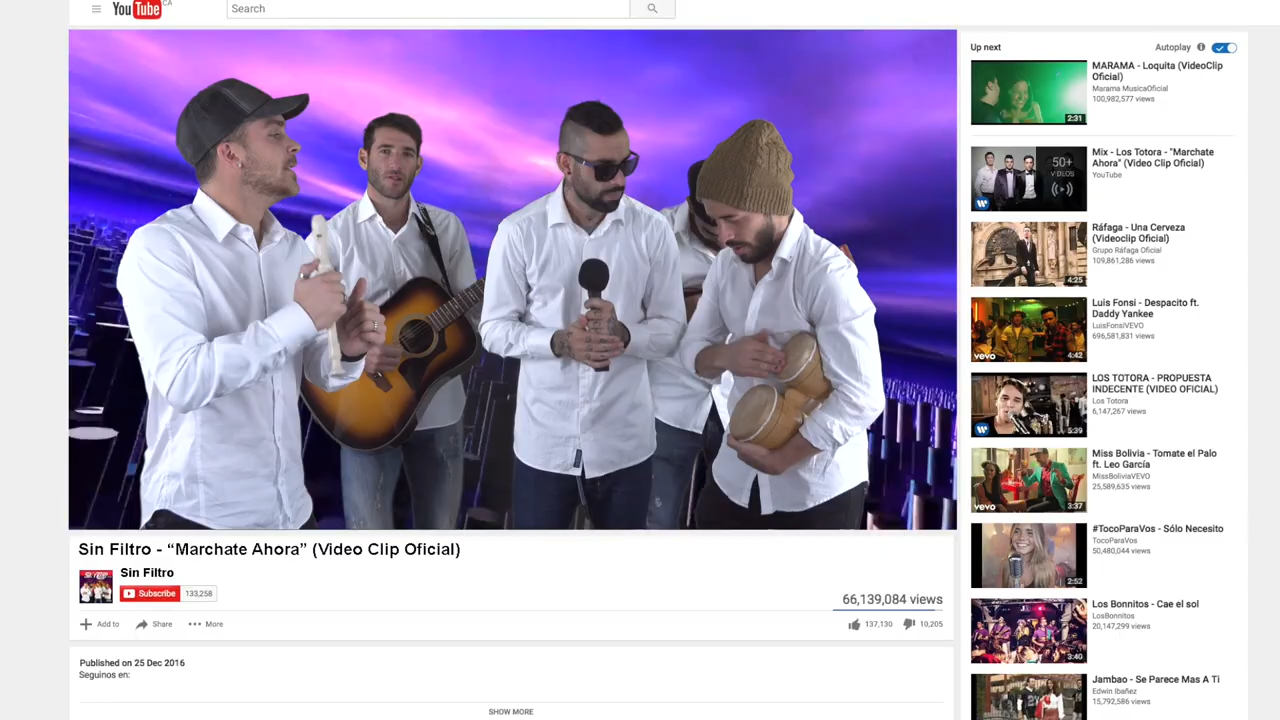 YouTube CA
Search
Up next
Autoplay
MARAMA - Loquita (VideoClip
Oficial)
Marama MusicaOficial
100,982,577 views
2:31
Mix - Los Totora - "Marchate
Ahora" (Video Clip Oficial)
YouTube
50+
VIDEOS
Ráfaga - Una Cerveza
(Videoclip Oficial)
Grupo Ráfaga Oficial
109,861,286 views
4:25
Luis Fonsi - Despacito ft.
Daddy Yankee
LuisFonsiVEVO
696,581,831 views
vevo
4:42
LOS TOTORA - PROPUESTA
INDECENTE (VIDEO OFICIAL)
Los Totora
6,147,267 views
5:39
Miss Bolivia - Tomate el Palo
ft. Leo García
MissBoliviaVEVO
25,589,635 views
vevo
3:37
#TocoParaVos - Sólo Necesito
TocoParaVos
50,480,044 views
2:52
Los Bonnitos - Cae el sol
LosBonnitos
20,147,299 views
3:40
Jambao - Se Parece Mas A Ti
Edwin Ibañez
15,792,586 views
Sin Filtro - “Marchate Ahora” (Video Clip Oficial)
Sin Filtro
Subscribe 133,258
66,139,084 views
Add to Share More
137,130 10,205
Published on 25 Dec 2016
Seguinos en:
SHOW MORE